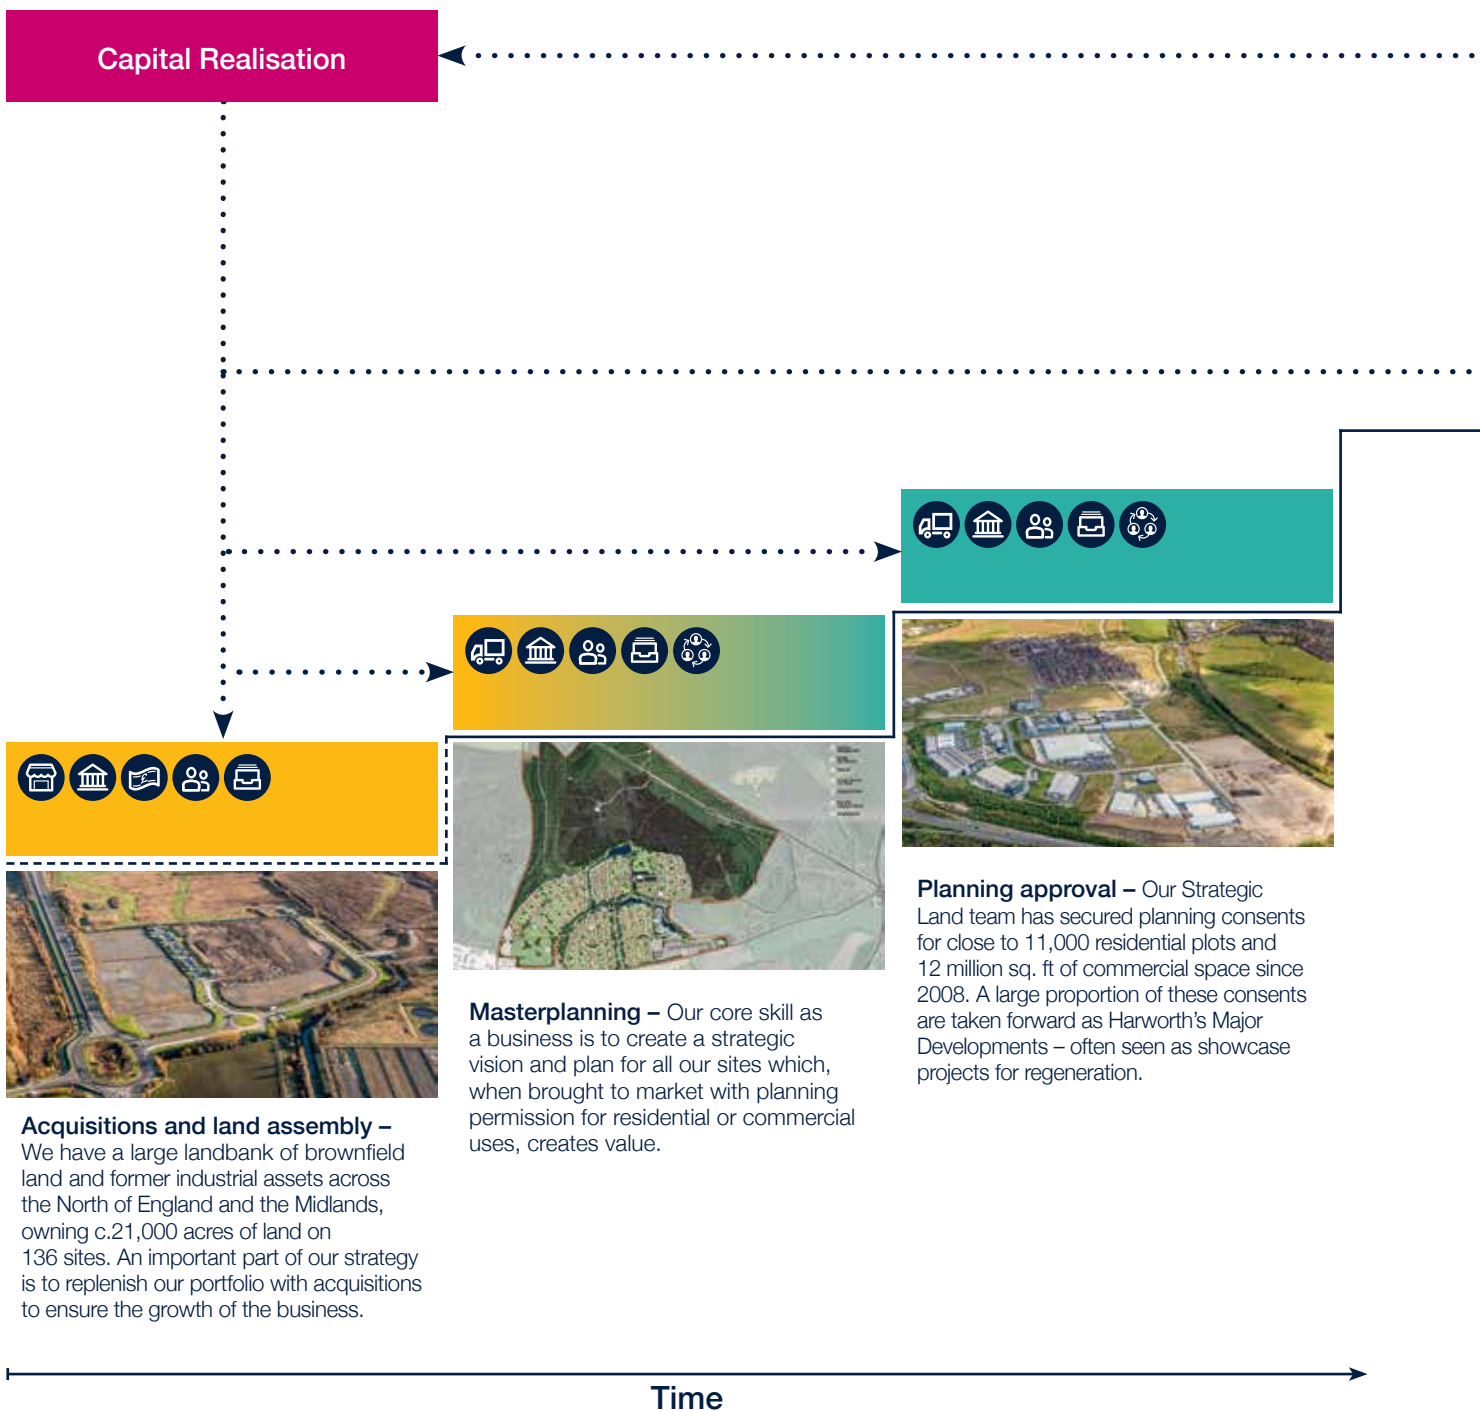 Capital Realisation
Acquisitions and land assembly –
We have a large landbank of brownfield
land and former industrial assets across
the North of England and the Midlands,
owning c.21,000 acres of land on
136 sites. An important part of our strategy
is to replenish our portfolio with acquisitions
to ensure the growth of the business.
Masterplanning – Our core skill as
a business is to create a strategic
vision and plan for all our sites which,
when brought to market with planning
permission for residential or commercial
uses, creates value.
Planning approval – Our Strategic
Land team has secured planning consents
for close to 11,000 residential plots and
12 million sq. ft of commercial space since
2008. A large proportion of these consents
are taken forward as Harworth’s Major
Developments – often seen as showcase
projects for regeneration.
Time